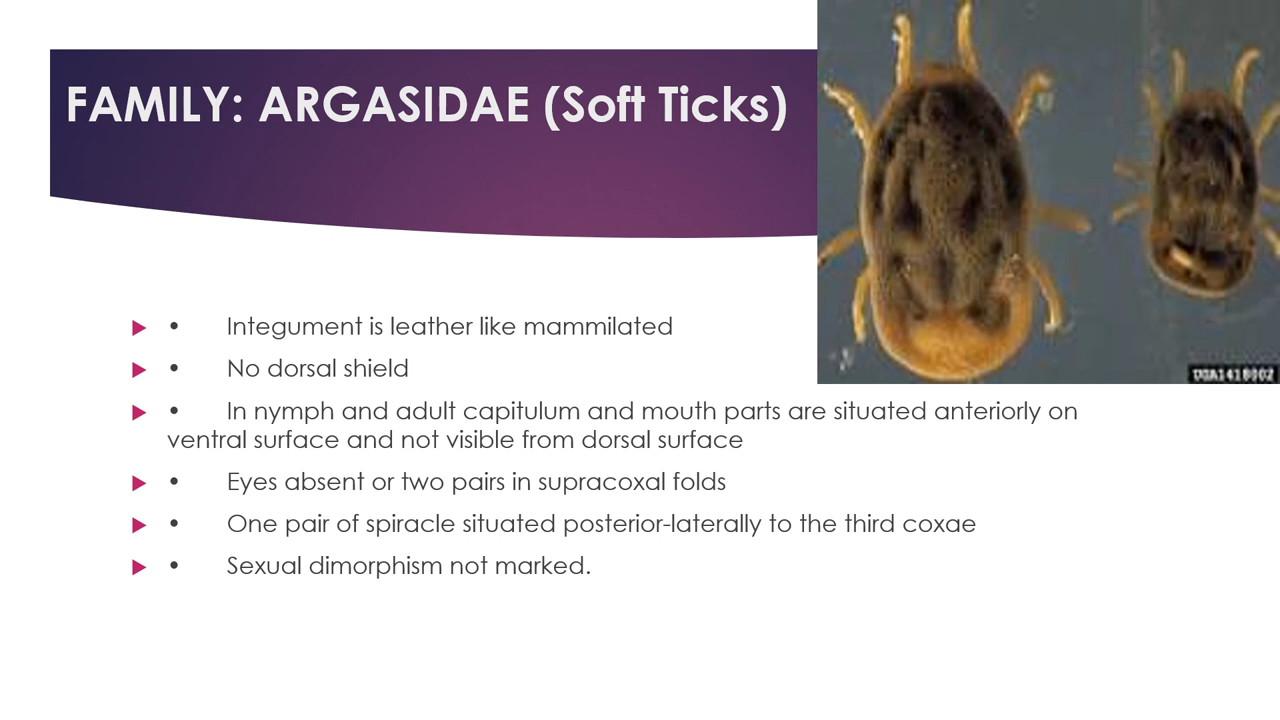 FAMILY: ARGASIDAE (Soft Ticks)
UGA1418002
• Integument is leather like mammilated
• No dorsal shield
• In nymph and adult capitulum and mouth parts are situated anteriorly on
ventral surface and not visible from dorsal surface
• Eyes absent or two pairs in supracoxal folds
• One pair of spiracle situated posterior-laterally to the third coxae
• Sexual dimorphism not marked.